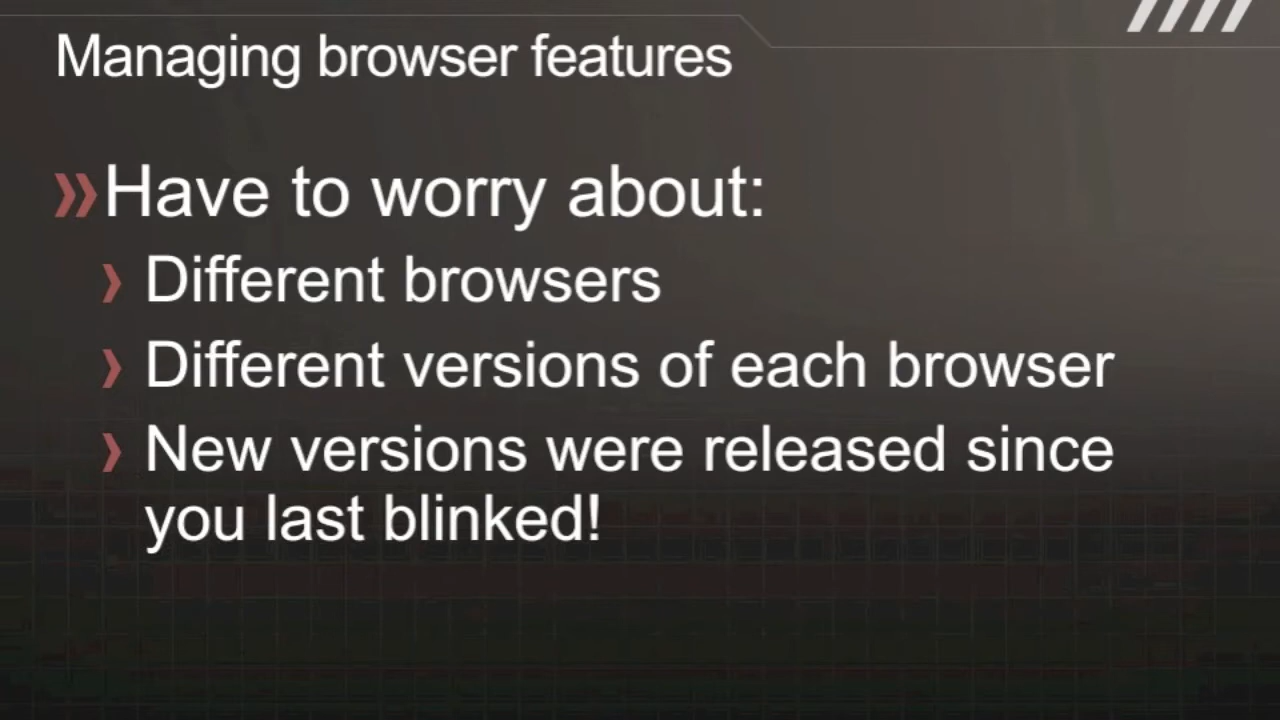 Managing browser features
Have to worry about:
Different browsers
Different versions of each browser
New versions were released since
you last blinked!